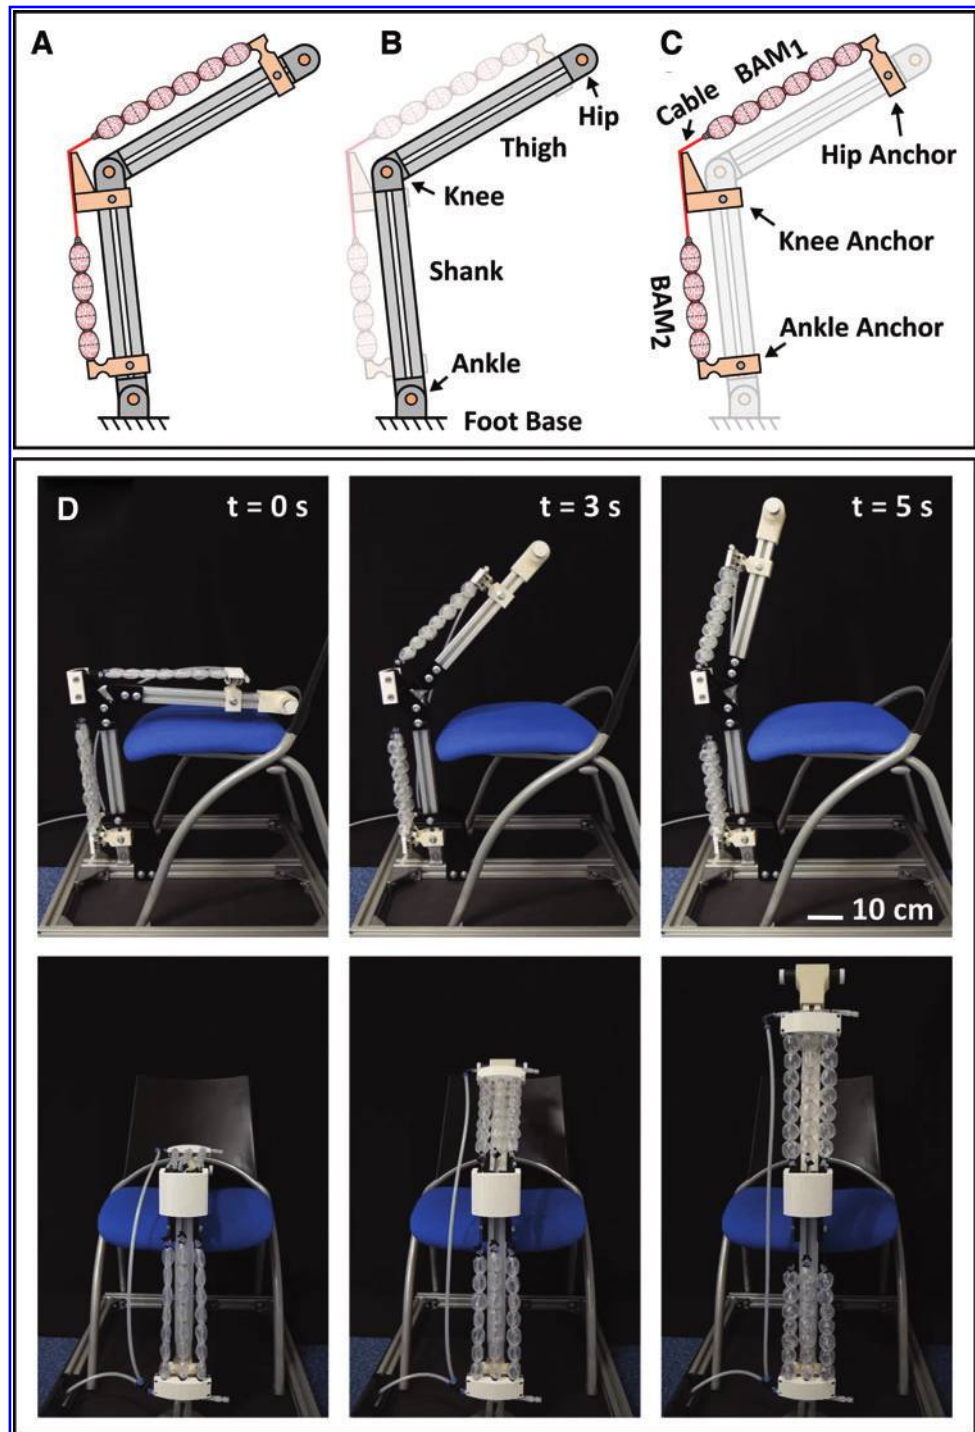 A
B
C
BAM1
Cable
Hip
Thigh
Hip Anchor
Knee
Knee Anchor
Shank
BAM2
Ankle Anchor
Ankle
Foot Base
D
t = 0 s
t = 3 s
t = 5 s
10 cm